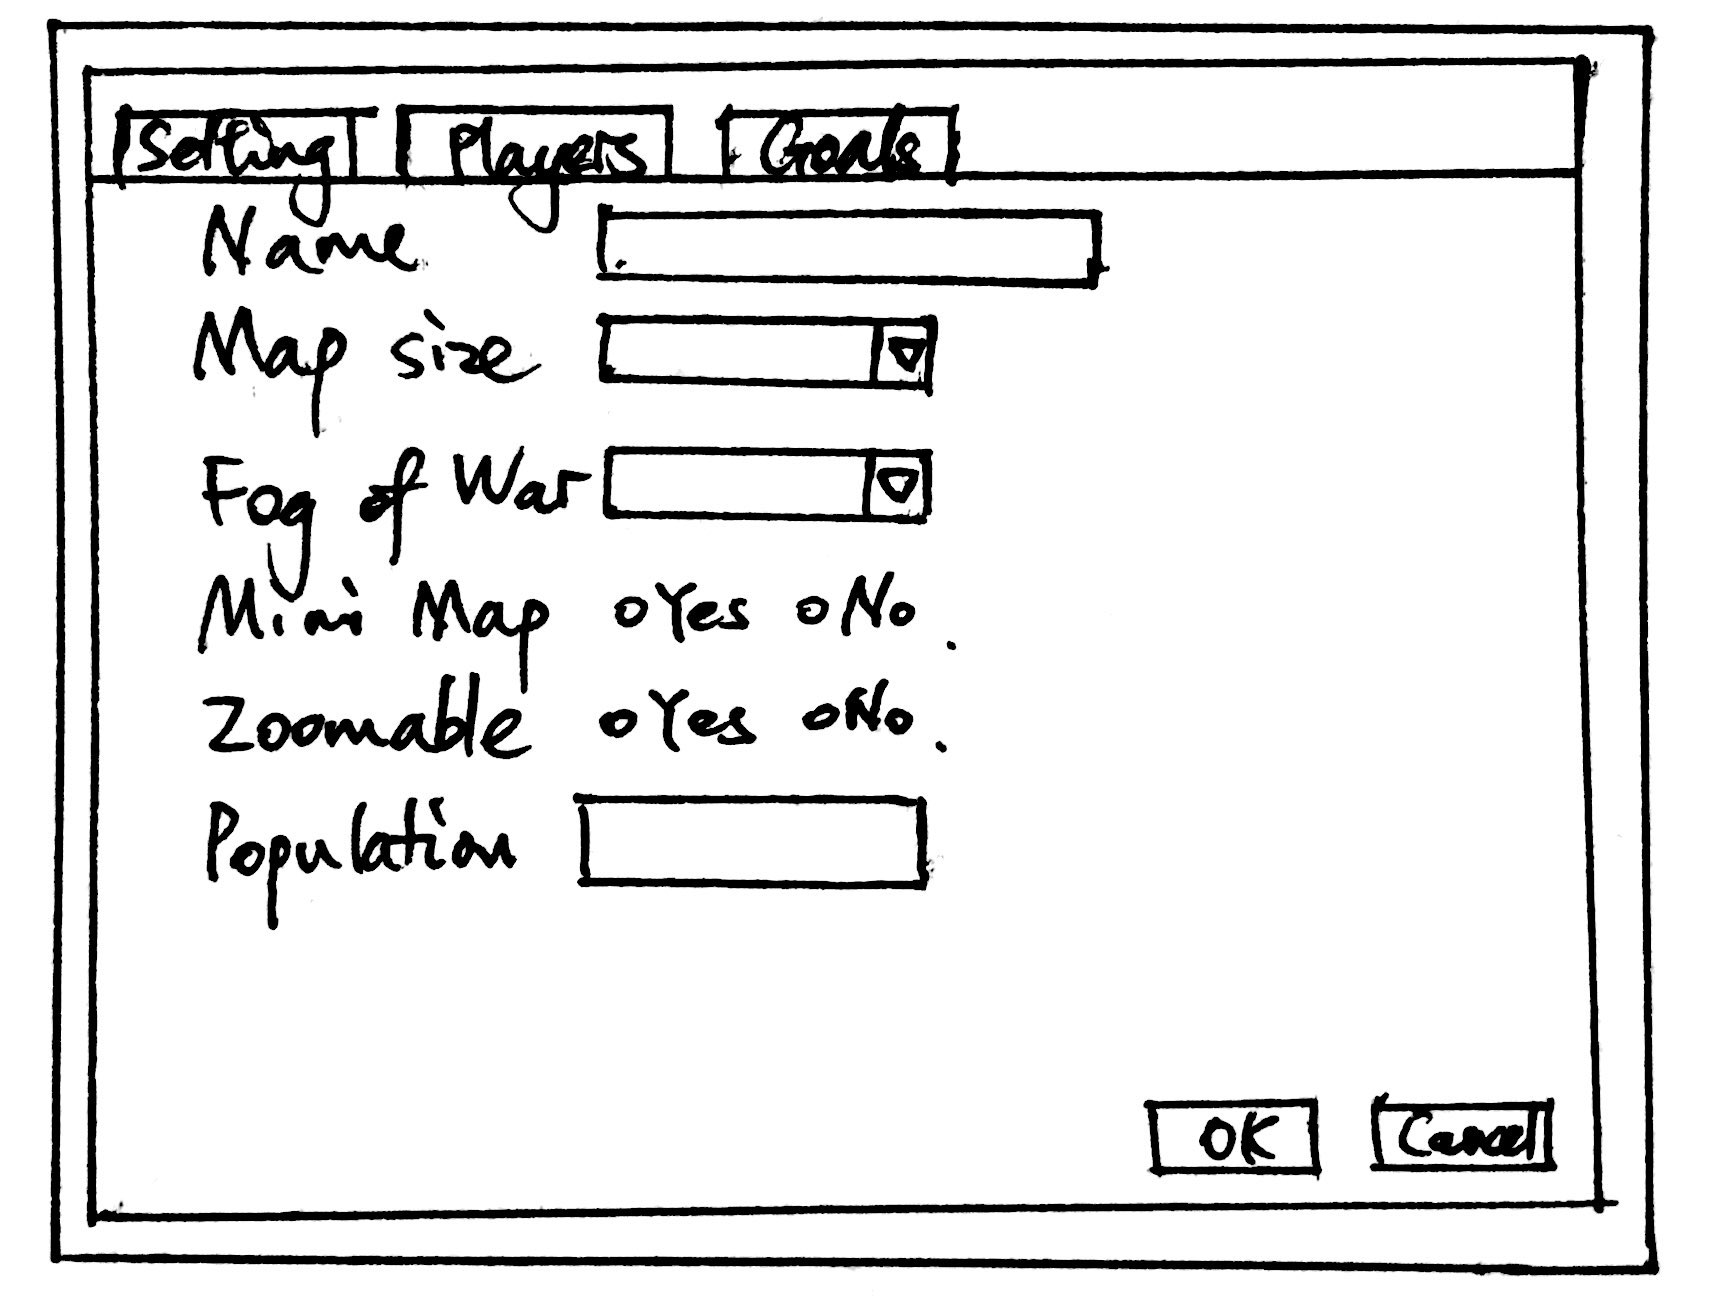 Setting Players Goals
Name
Map size
Fog of War
Mini Map Yes No
Zoomable Yes No
Population
OK Cancel